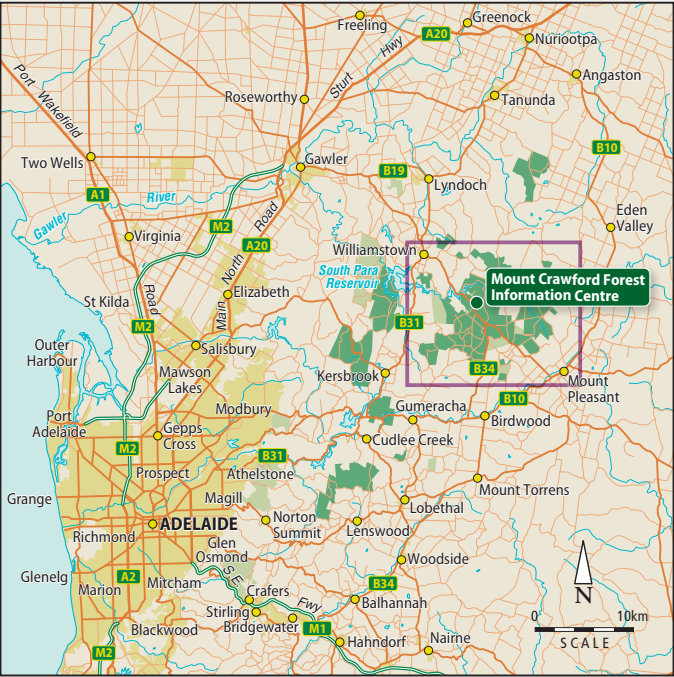 Freeling
Greenock
A20
Hwy
Nuriootpa
Sturt
Angaston
Port Wakefield
Roseworthy
Tanunda
B10
Two Wells
Gawler
B19
Lyndoch
A1
River
Gawler
Road
M2
Eden
Valley
Virginia
A20
Williamstown
North
South Para
Reservoir
Mount Crawford Forest
Information Centre
St Kilda
Road
Elizabeth
Main
M2
B31
Outer
Harbour
Salisbury
B34
Mawson
Lakes
Kersbrook
Mount
Pleasant
B10
Modbury
Gumeracha
Port
Adelaide
Birdwood
Gepps
Cross
Cudlee Creek
M2
B31
Prospect
Athelstone
Mount Torrens
Grange
Magill
Lobethal
ADELAIDE
Norton
Summit
Lenswood
Richmond
Glen
Osmond
Woodside
Glenelg
A2
Mitcham
S E
B34
N
Marion
Crafers
Fwy
Balhannah
0 10km
Stirling
SCALE
Blackwood
Bridgewater
M1
Hahndorf
Nairne
M2